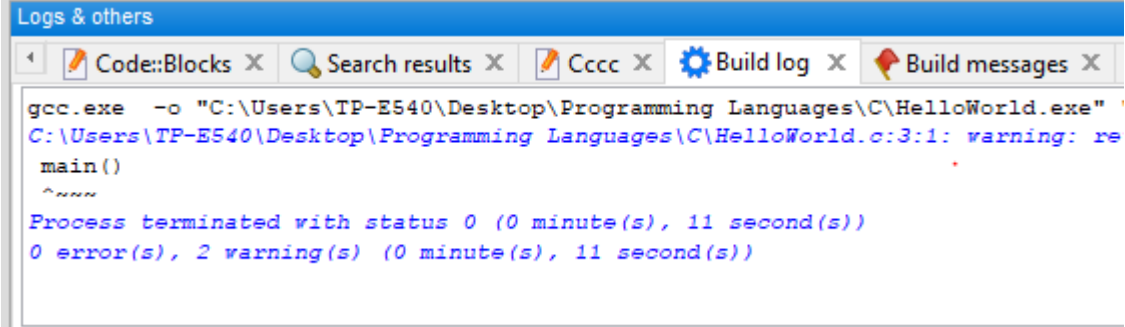 Logs & others
Code::Blocks X Search results X Cccc X Build log X Build messages X
gcc.exe -o "C:\Users\TP-E540\Desktop\Programming Languages\C\HelloWorld.exe"
C:\Users\TP-E540\Desktop\Programming Languages\C\HelloWorld.c:3:1: warning: re
main()
^~~~
Process terminated with status 0 (0 minute(s), 11 second(s))
0 error(s), 2 warning(s) (0 minute(s), 11 second(s))